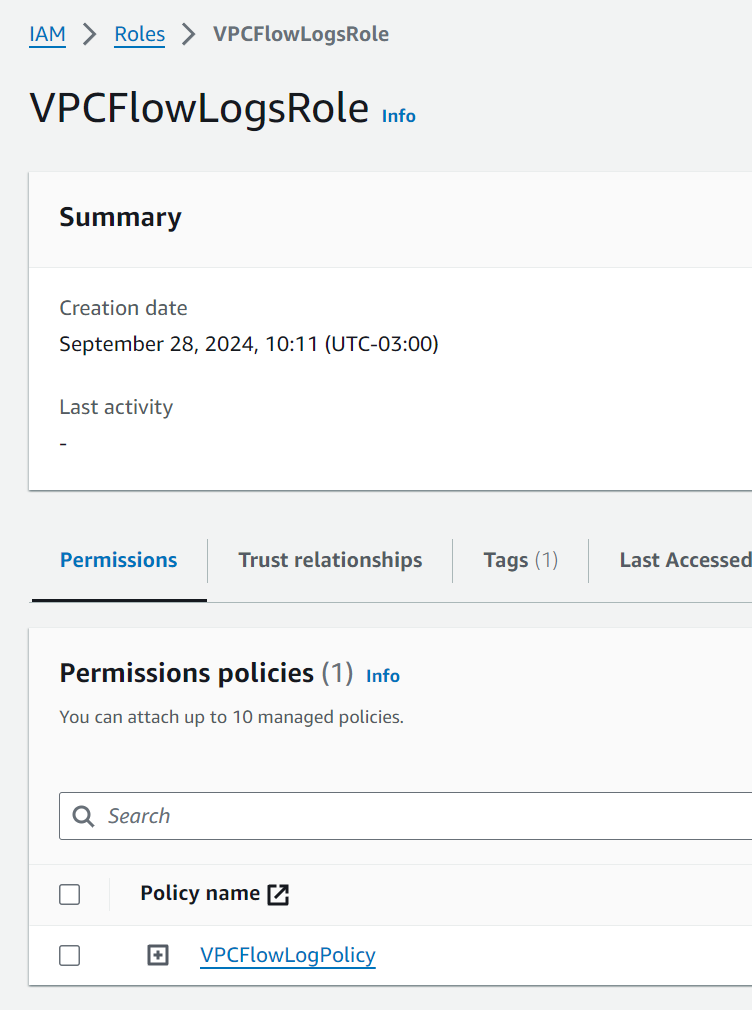 IAM > Roles > VPCFlowLogsRole
VPCFlowLogsRole Info
Summary
Creation date
September 28, 2024, 10:11 (UTC-03:00)
Last activity
-
Permissions Trust relationships Tags (1) Last Accessed
Permissions policies (1) Info
You can attach up to 10 managed policies.
Search
Policy name
VPCFlowLogPolicy